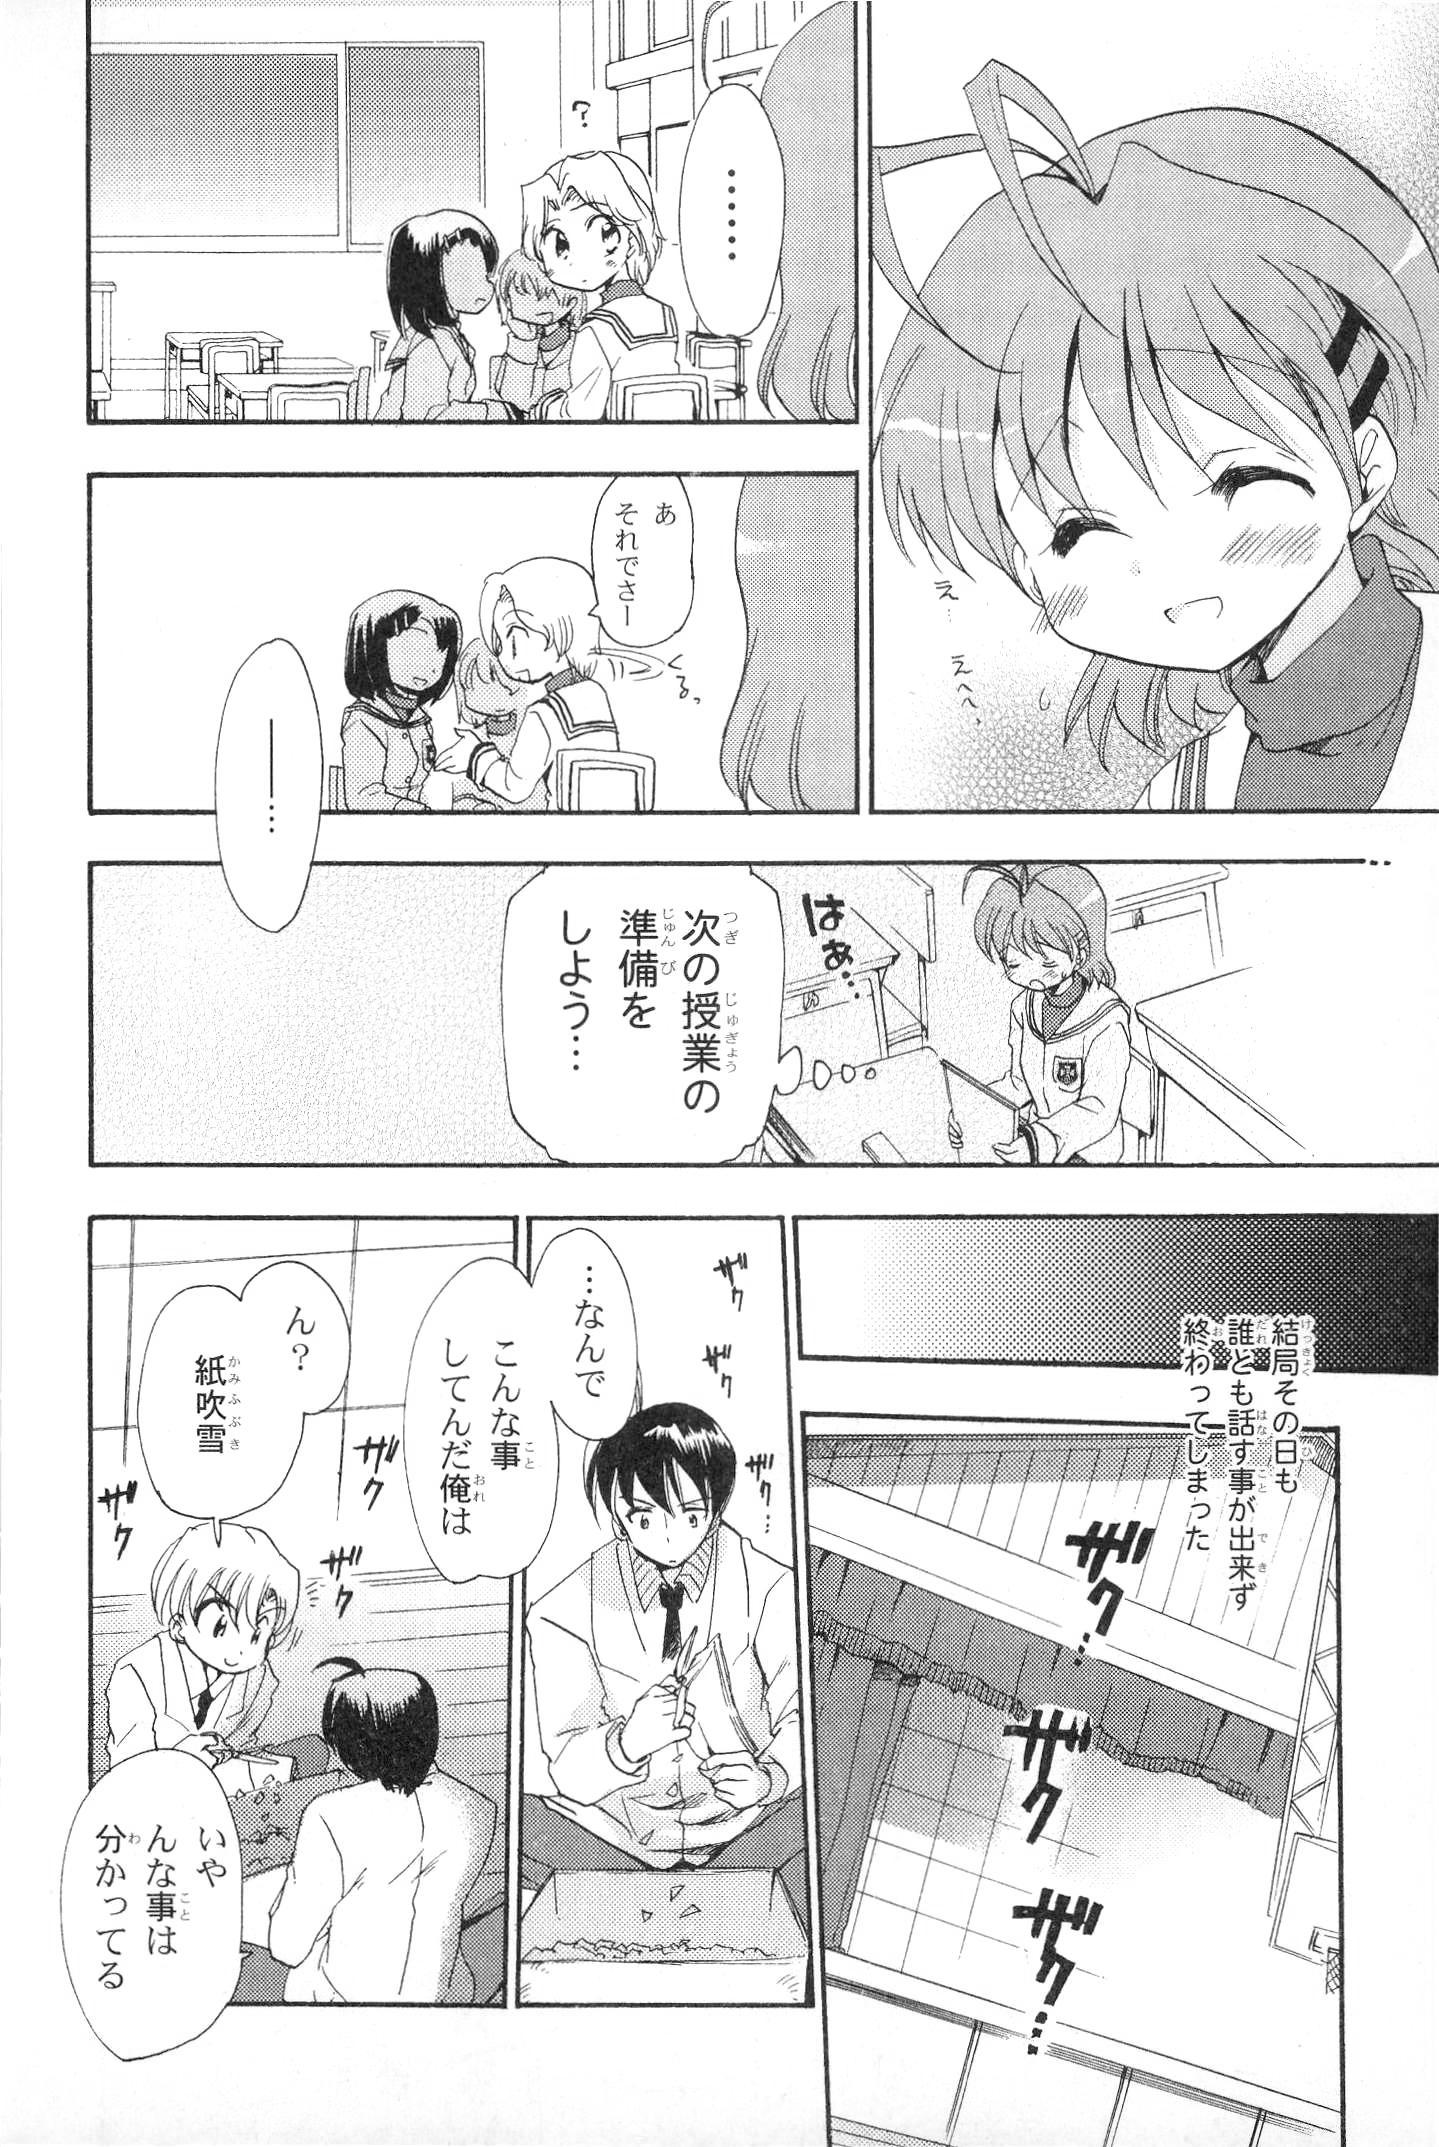 え…
えへへ、
？
………
あ
それでさー
くるっ
――…
はぁ…
次の授業の
準備を
しよう…
結局その日も
誰とも話す事が出来ず
終わってしまった
ザク…
ザク
ザク…
ザク
ザク
ザク…
…なんで
こんな事
してんだ俺は
ザク
ザク
ザク
ん？
紙吹雪
いや
んな事は
分かってる